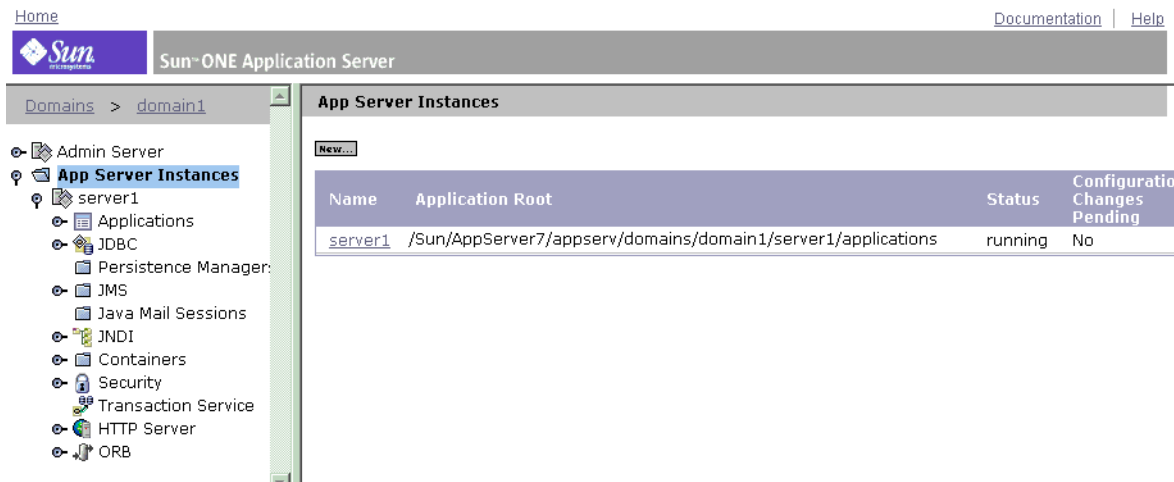 Home
Documentation | Help
Sun
microsystems
Sun™ ONE Application Server
Domains > domain1
Admin Server
App Server Instances
server1
Applications
JDBC
Persistence Manager
JMS
Java Mail Sessions
JNDI
Containers
Security
Transaction Service
HTTP Server
ORB
App Server Instances
New...
Name Application Root Status Configuratio
Changes
Pending
server1 /Sun/AppServer7/appserv/domains/domain1/server1/applications running No